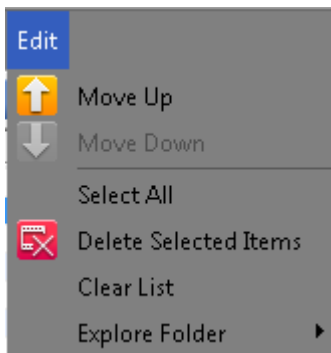 Edit
Move Up
Move Down
Select All
Delete Selected Items
Clear List
Explore Folder